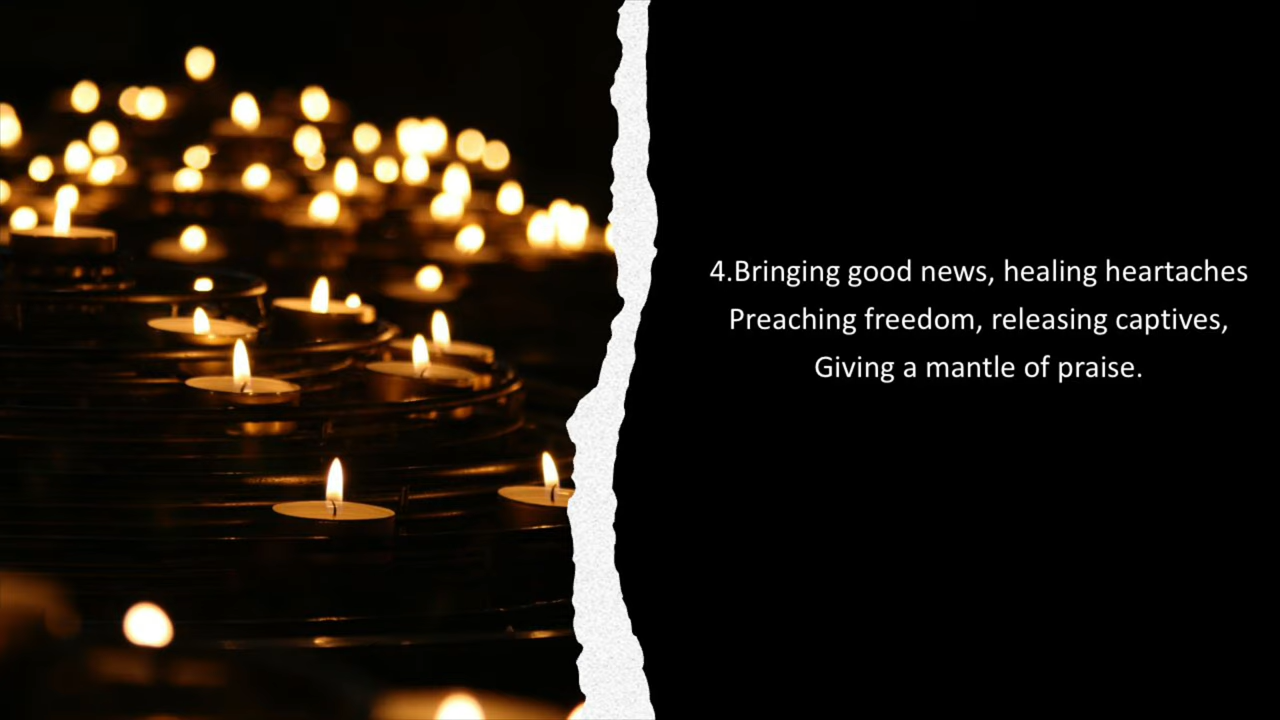 4.Bringing good news, healing heartaches
Preaching freedom, releasing captives,
Giving a mantle of praise.